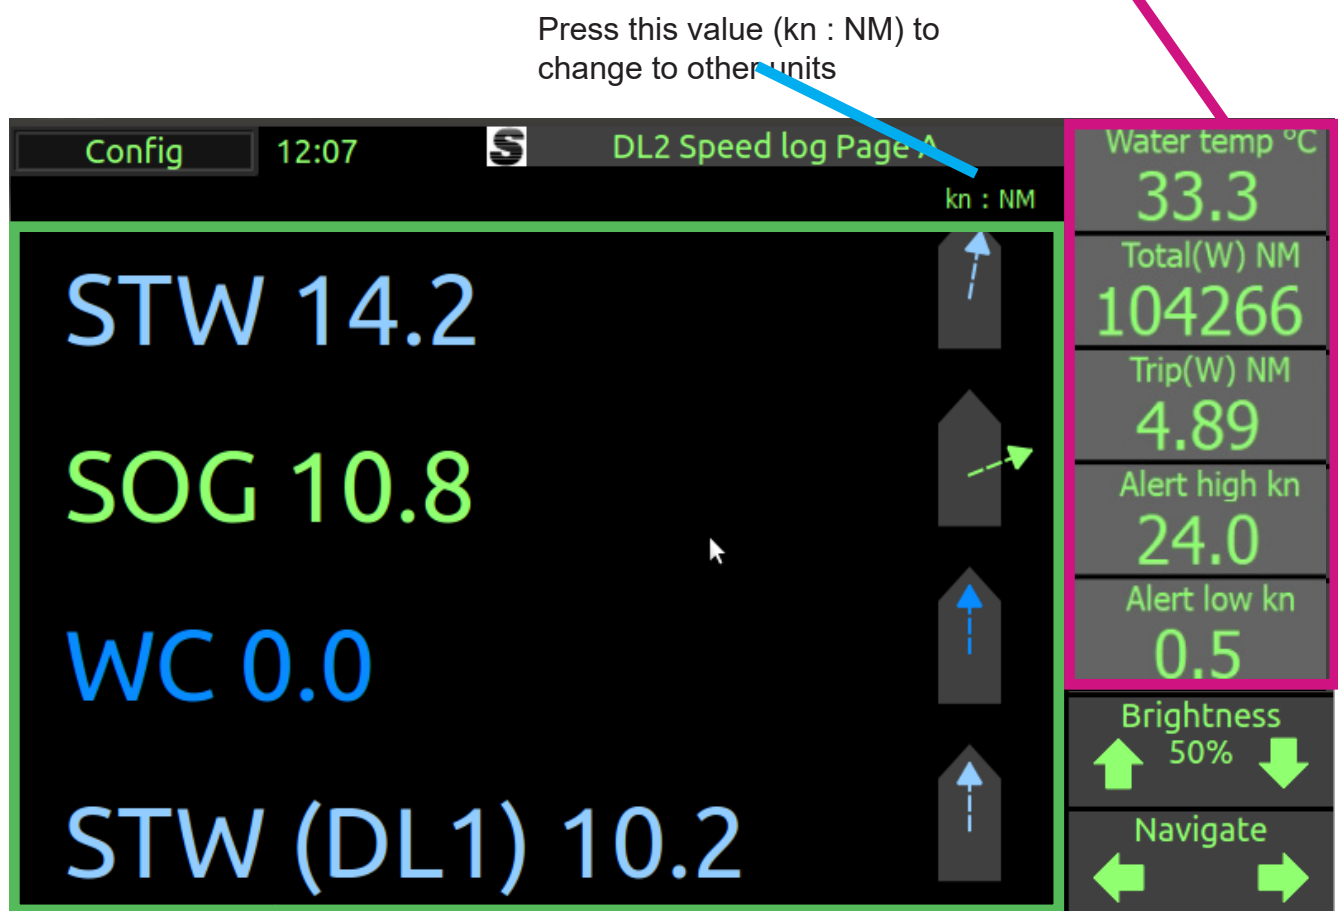 Press this value (kn : NM) to
change to other units
Config
12:07
S
DL2 Speed log Page A
kn : NM
STW 14.2
SOG 10.8
WC 0.0
STW (DL1) 10.2
Water temp °C
33.3
Total(W) NM
104266
Trip(W) NM
4.89
Alert high kn
24.0
Alert low kn
0.5
Brightness
50%
Navigate